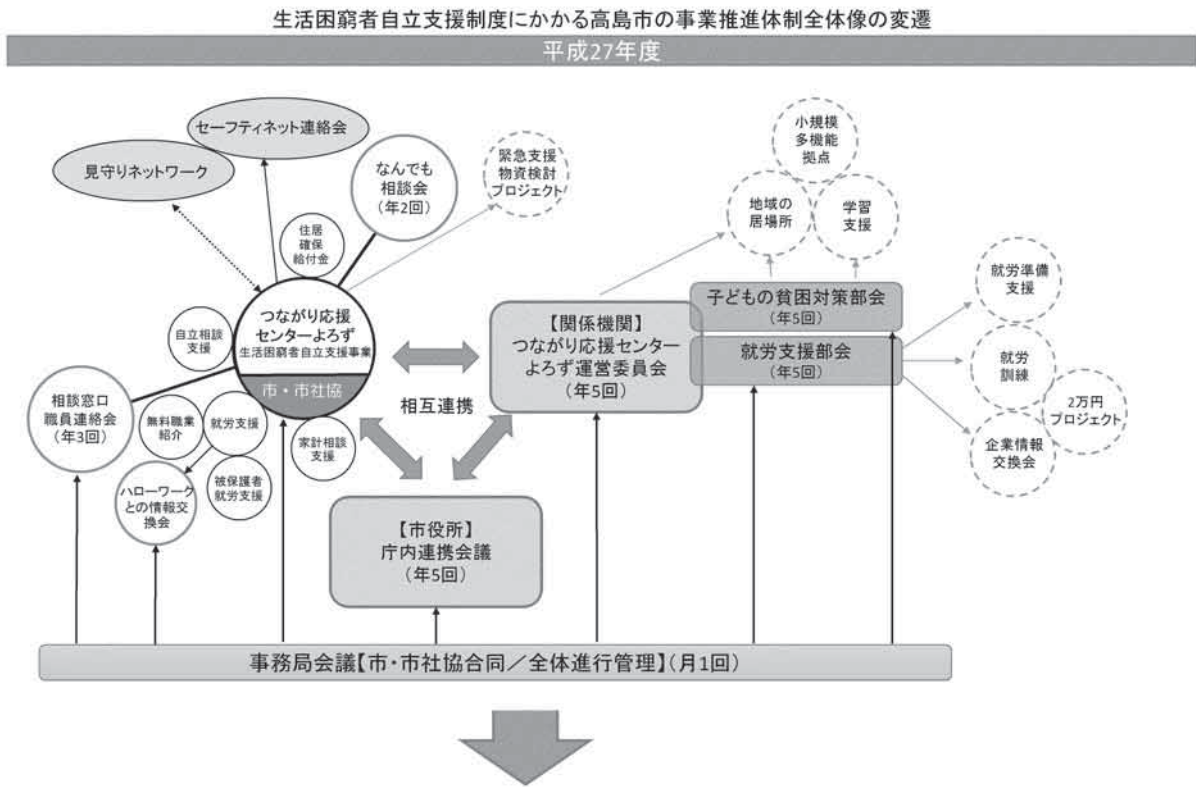 生活困窮者自立支援制度にかかる高島市の事業推進体制全体像の変遷
平成27年度
セーフティネット連絡会
見守りネットワーク
なんでも
相談会
(年2回)
緊急支援
物資検討
プロジェクト
小規模
多機能
拠点
地域の
居場所
学習
支援
住居
確保
給付金
つながり応援
センターよろず
生活困窮者自立支援事業
市・市社協
自立相談
支援
相談窓口
職員連絡会
(年3回)
無料職業
紹介
就労支援
被保護者
就労支援
家計相談
支援
ハローワーク
との情報交
換会
相互連携
【関係機関】
つながり応援センター
よろず運営委員会
(年5回)
子どもの貧困対策部会
(年5回)
就労支援部会
(年5回)
就労準備
支援
就労
訓練
2万円
プロジェクト
企業情報
交換会
【市役所】
庁内連携会議
(年5回)
事務局会議【市・市社協合同／全体進行管理】(月1回)